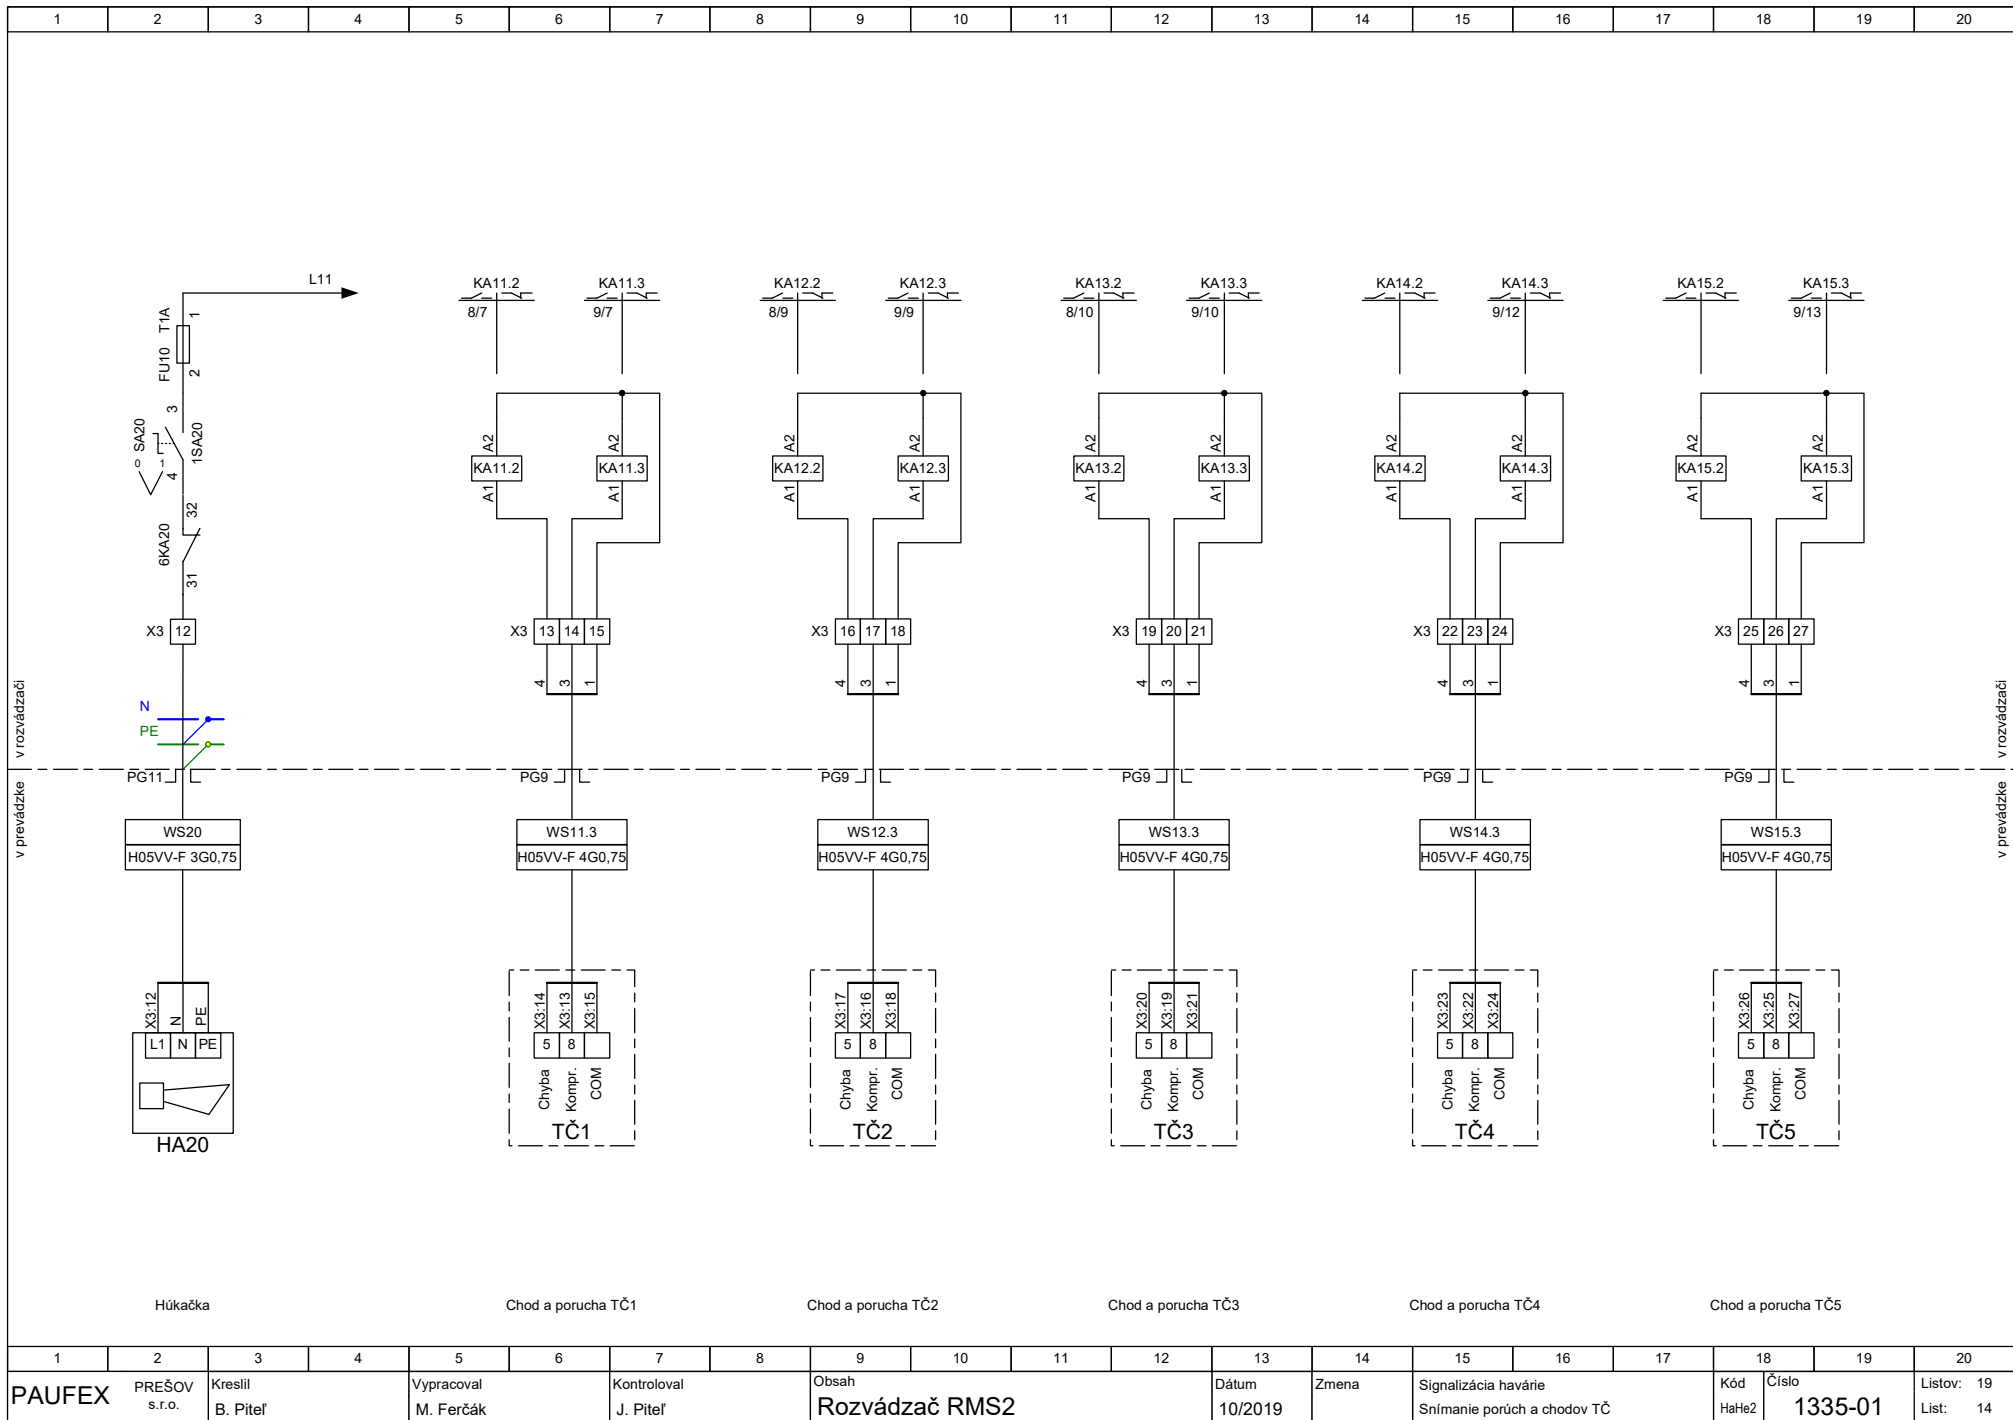 1 2 3 4 5 6 7 8 9 10 11 12 13 14 15 16 17 18 19 20
L11
KA11.2 KA11.3 KA12.2 KA12.3 KA13.2 KA13.3 KA14.2 KA14.3 KA15.2 KA15.3
8/7 9/7 8/9 9/9 8/10 9/10 9/12 9/13
FU10 T1A
1
2
3
SA20
0 1
1SA20
4
32
6KA20
31
A2 A2 A2 A2 A2 A2 A2 A2 A2 A2
KA11.2 KA11.3 KA12.2 KA12.3 KA13.2 KA13.3 KA14.2 KA14.3 KA15.2 KA15.3
A1 A1 A1 A1 A1 A1 A1 A1 A1 A1
X3 12 X3 13 14 15 X3 16 17 18 X3 19 20 21 X3 22 23 24 X3 25 26 27
4 3 1 4 3 1 4 3 1 4 3 1 4 3 1
v rozvádzači
N
PE
v rozvádzači
PG11 PG9 PG9 PG9 PG9 PG9
v prevádzke
v prevádzke
WS20 WS11.3 WS12.3 WS13.3 WS14.3 WS15.3
H05VV-F 3G0,75 H05VV-F 4G0,75 H05VV-F 4G0,75 H05VV-F 4G0,75 H05VV-F 4G0,75 H05VV-F 4G0,75
X3:12 N PE X3:14 X3:13 X3:15 X3:17 X3:16 X3:18 X3:20 X3:19 X3:21 X3:23 X3:22 X3:24 X3:26 X3:25 X3:27
L1 N PE 5 8 5 8 5 8 5 8 5 8
Chyba Kompr. COM Chyba Kompr. COM Chyba Kompr. COM Chyba Kompr. COM Chyba Kompr. COM
HA20 TČ1 TČ2 TČ3 TČ4 TČ5
Húkačka Chod a porucha TČ1 Chod a porucha TČ2 Chod a porucha TČ3 Chod a porucha TČ4 Chod a porucha TČ5
1 2 3 4 5 6 7 8 9 10 11 12 13 14 15 16 17 18 19 20
PAUFEX PREŠOV s.r.o.
Kreslil
B. Piteľ
Vypracoval
M. Ferčák
Kontroloval
J. Piteľ
Obsah
Rozvádzač RMS2
Dátum
10/2019
Zmena
Signalizácia havárie
Snímanie porúch a chodov TČ
Kód
HaHe2
Číslo
1335-01
Listov: 19
List: 14